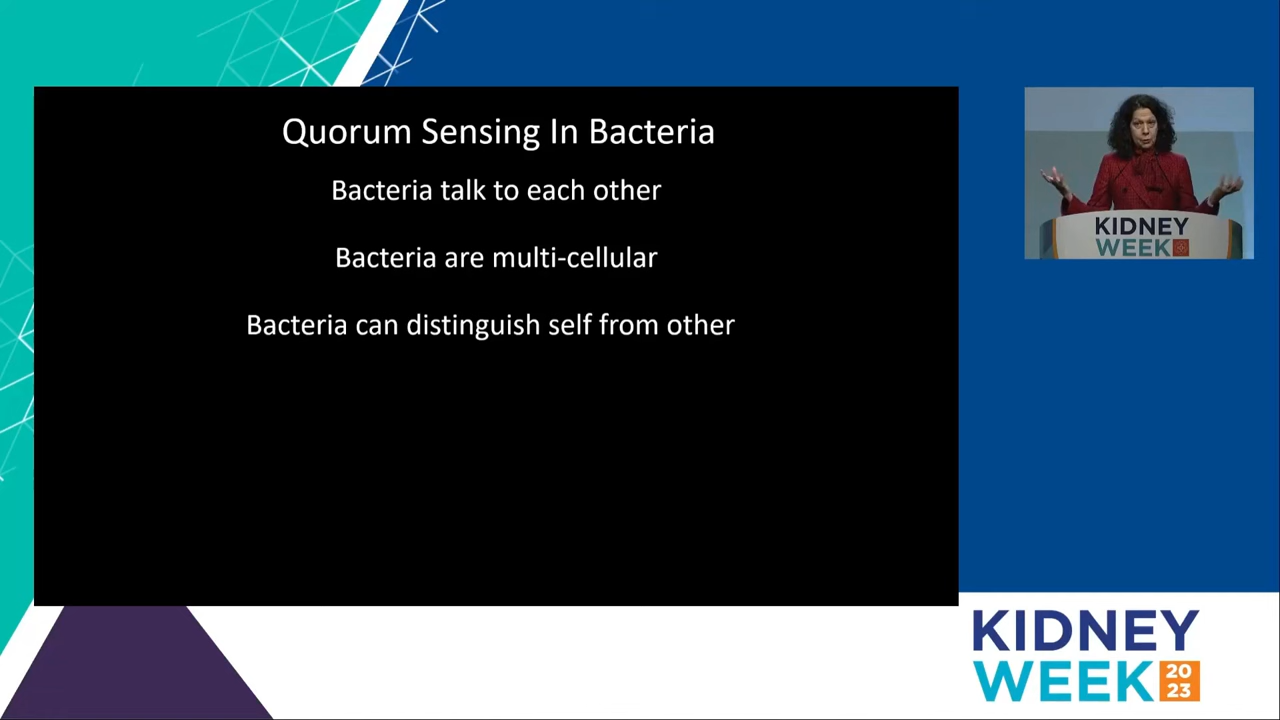 Quorum Sensing In Bacteria
Bacteria talk to each other
Bacteria are multi-cellular
Bacteria can distinguish self from other
KIDNEY
WEEK
KIDNEY
WEEK 20
23